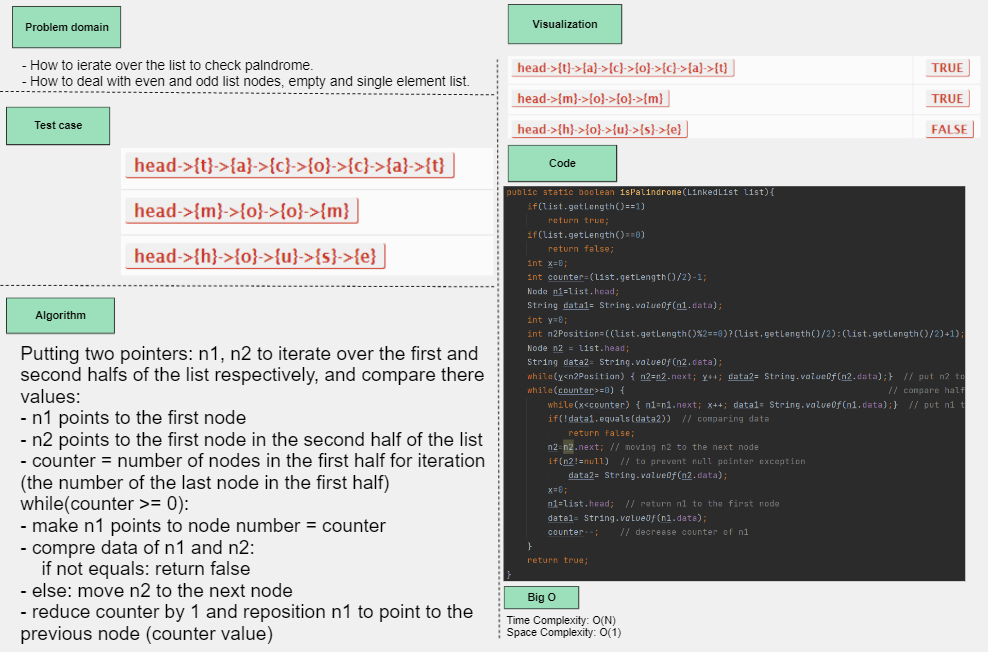 Problem domain
- How to ierate over the list to check palndrome.
- How to deal with even and odd list nodes, empty and single element list.
Test case
head->{t}->{a}->{c}->{o}->{c}->{a}->{t}
head->{m}->{o}->{o}->{m}
head->{h}->{o}->{u}->{s}->{e}
Algorithm
Putting two pointers: n1, n2 to iterate over the first and
second halfs of the list respectively, and compare there
values:
- n1 points to the first node
- n2 points to the first node in the second half of the list
- counter = number of nodes in the first half for iteration
(the number of the last node in the first half)
while(counter >= 0):
- make n1 points to node number = counter
- compre data of n1 and n2:
if not equals: return false
- else: move n2 to the next node
- reduce counter by 1 and reposition n1 to point to the
previous node (counter value)
Visualization
head->{t}->{a}->{c}->{o}->{c}->{a}->{t} TRUE
head->{m}->{o}->{o}->{m} TRUE
head->{h}->{o}->{u}->{s}->{e} FALSE
Code
public static boolean isPalindrome(LinkedList list){
if(list.getLength()==1)
return true;
if(list.getLength()==0)
return false;
int x=0;
int counter=(list.getLength()/2)-1;
Node n1=list.head;
String data1= String.valueOf(n1.data);
int y=0;
int n2Position=((list.getLength()%2==0)?(list.getLength()/2):(list.getLength()/2)+1);
Node n2 = list.head;
String data2= String.valueOf(n2.data);
while(y<n2Position) { n2=n2.next; y++; data2= String.valueOf(n2.data);} // put n2 to
while(counter>=0) { // compare half
while(x<counter) { n1=n1.next; x++; data1= String.valueOf(n1.data);} // put n1 t
if(!data1.equals(data2)) // comparing data
return false;
n2=n2.next; // moving n2 to the next node
if(n2!=null) // to prevent null pointer exception
data2= String.valueOf(n2.data);
x=0;
n1=list.head; // return n1 to the first node
data1= String.valueOf(n1.data);
counter--; // decrease counter of n1
}
return true;
}
Big O
Time Complexity: O(N)
Space Complexity: O(1)